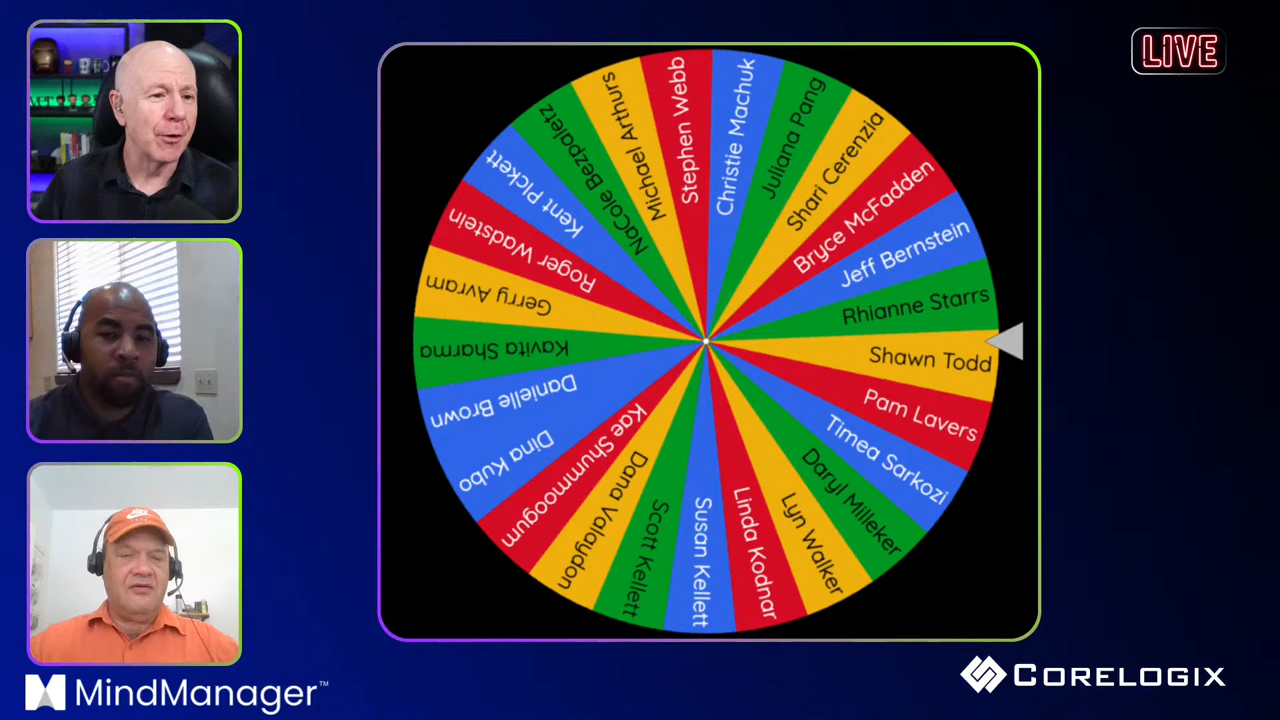 LIVE
Stephen Webb
Christie Machuk
Juliana Pang
Shari Cerenzia
Bryce McFadden
Jeff Bernstein
Rhianne Starrs
Shawn Todd
Pam Lavers
Timea Sarkozi
Daryl Milleker
Lyn Walker
Linda Kodnar
Susan Kellett
Scott Kellett
Dana Valaydon
Kae Shummoogum
Dina Kubo
Danielle Brown
Kavita Sharma
Gerry Avram
Roger Wadstein
Kent PIckett
NaCole Bezpaletz
Michael Arthurs
MindManager™
CORELOGIX